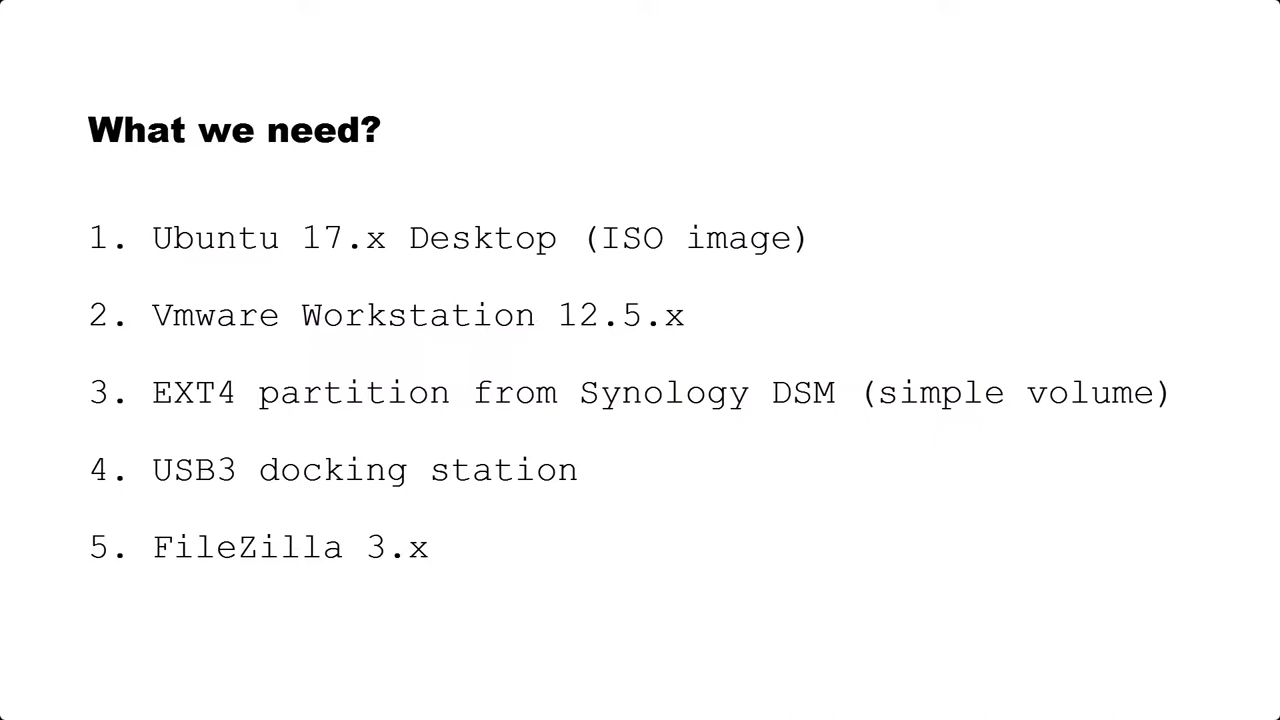 What we need?
1. Ubuntu 17.x Desktop (ISO image)
2. Vmware Workstation 12.5.x
3. EXT4 partition from Synology DSM (simple volume)
4. USB3 docking station
5. FileZilla 3.x